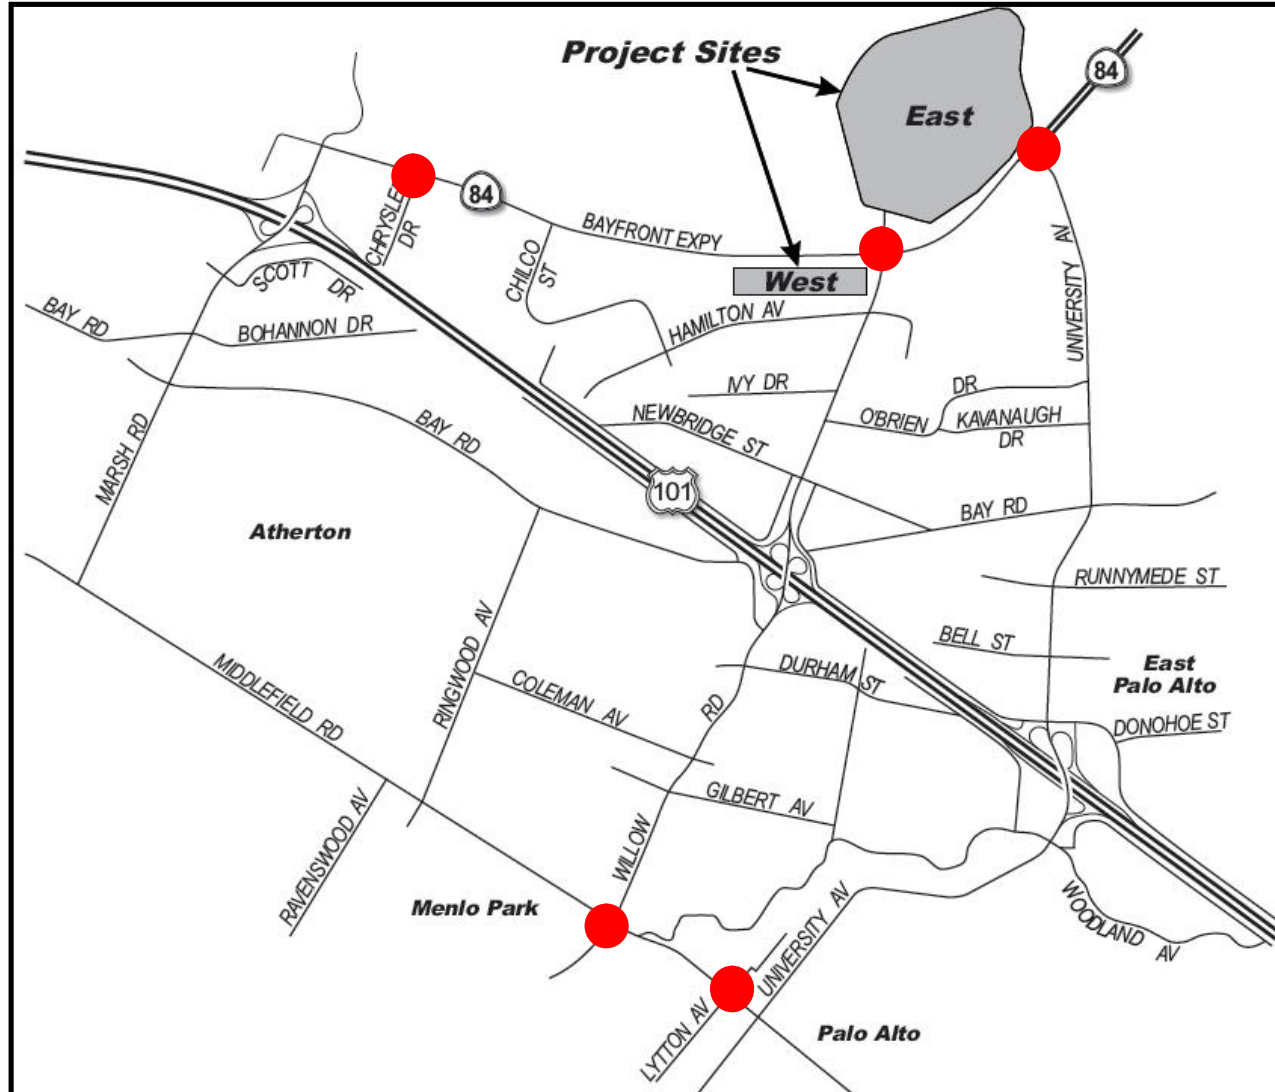 Project Sites
84
East
CHRYSLE
DR
84
BAYFRONT EXPY
CHILCO
ST
West
UNIVERSITY AV
SCOTT DR
BAY RD
BOHANNON DR
HAMILTON AV
IVY DR
DR
O'BRIEN
KAVANAUGH
DR
NEWBRIDGE ST
BAY RD
MARSH RD
101
BAY RD
Atherton
RUNNYMEDE ST
BELL ST
East
Palo Alto
RINGWOOD AV
DURHAM ST
COLEMAN AV
MIDDLEFIELD RD
WILLOW RD
DONOHOE ST
GILBERT AV
RAVENSWOOD AV
Menlo Park
WOODLAND AV
UNIVERSITY AV
LYTTON AV
Palo Alto